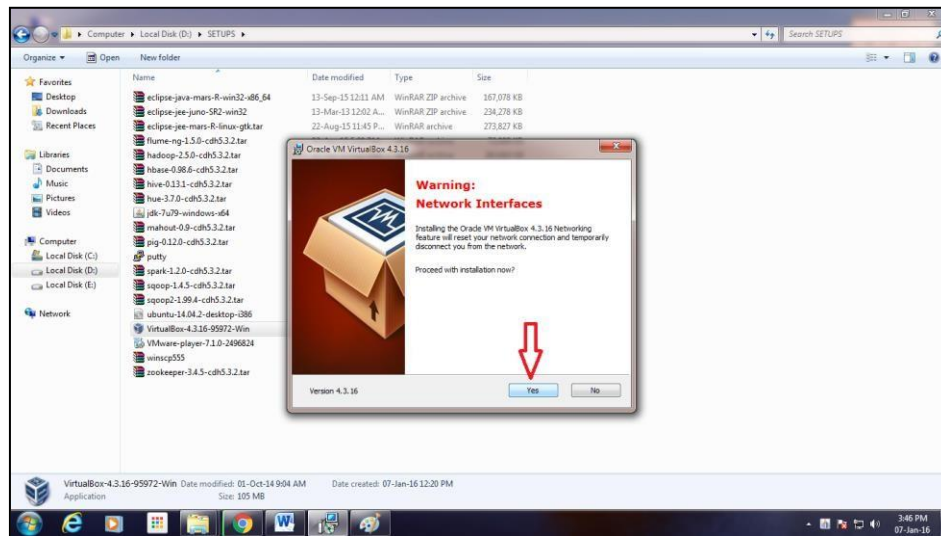 Computer ▸ Local Disk (D:) ▸ SETUPS ▸
Search SETUPS
Organize ▾ Open New folder
Name Date modified Type Size
Favorites
Desktop
Downloads
Recent Places
Libraries
Documents
Music
Pictures
Videos
Computer
Local Disk (C:)
Local Disk (D:)
Local Disk (E:)
Network
eclipse-java-mars-R-win32-x86_64 13-Sep-15 12:11 AM WinRAR ZIP archive 167,078 KB
eclipse-jee-juno-SR2-win32 13-Mar-13 12:02 A... WinRAR ZIP archive 234,278 KB
eclipse-jee-mars-R-linux-gtk.tar 22-Aug-15 11:45 P... WinRAR archive 273,827 KB
flume-ng-1.5.0-cdh5.3.2.tar
hadoop-2.5.0-cdh5.3.2.tar
hbase-0.98.6-cdh5.3.2.tar
hive-0.13.1-cdh5.3.2.tar
hue-3.7.0-cdh5.3.2.tar
jdk-7u79-windows-x64
mahout-0.9-cdh5.3.2.tar
pig-0.12.0-cdh5.3.2.tar
putty
spark-1.2.0-cdh5.3.2.tar
sqoop-1.4.5-cdh5.3.2.tar
sqoop2-1.99.4-cdh5.3.2.tar
ubuntu-14.04.2-desktop-i386
VirtualBox-4.3.16-95972-Win
VMware-player-7.1.0-2496824
winscp555
zookeeper-3.4.5-cdh5.3.2.tar
Oracle VM VirtualBox 4.3.16
Warning:
Network Interfaces
Installing the Oracle VM VirtualBox 4.3.16 Networking
feature will reset your network connection and temporarily
disconnect you from the network.
Proceed with installation now?
Version 4.3.16 Yes No
VirtualBox-4.3.16-95972-Win Date modified: 01-Oct-14 9:04 AM Date created: 07-Jan-16 12:20 PM
Application Size: 105 MB
3:46 PM
07-Jan-16